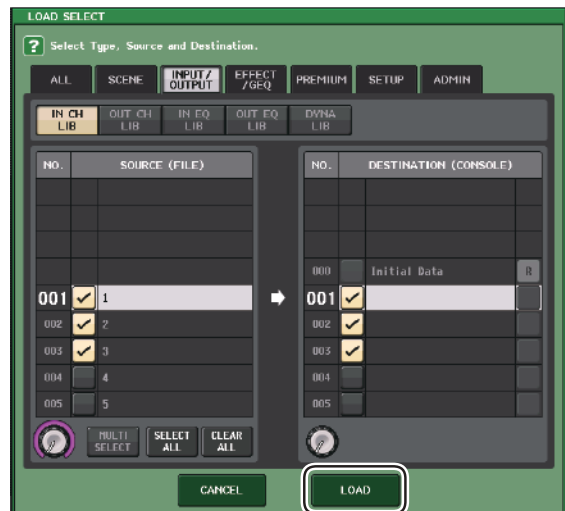 LOAD SELECT
? Select Type, Source and Destination.
ALL SCENE INPUT/ OUTPUT EFFECT /GEQ PREMIUM SETUP ADMIN
IN CH LIB OUT CH LIB IN EQ LIB OUT EQ LIB DYNA LIB
NO. SOURCE (FILE) NO. DESTINATION (CONSOLE)
000 Initial Data R
001 1 001
002 2 002
003 3 003
004 4 004
005 5 005
MULTI SELECT SELECT ALL CLEAR ALL
CANCEL LOAD